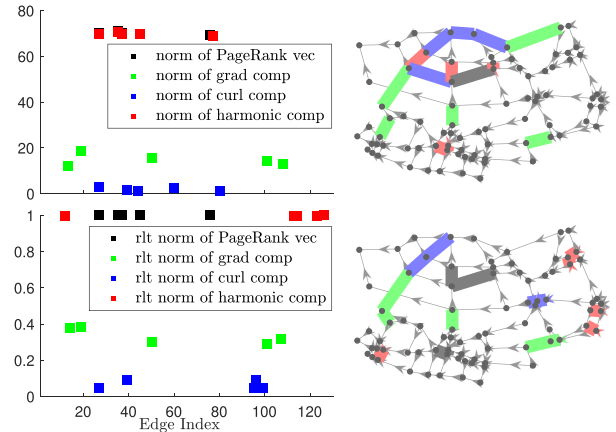 80
60
40
20
0
norm of PageRank vec
norm of grad comp
norm of curl comp
norm of harmonic comp
1
0.8
0.6
0.4
0.2
0
rlt norm of PageRank vec
rlt norm of grad comp
rlt norm of curl comp
rlt norm of harmonic comp
20 40 60 80 100 120
Edge Index